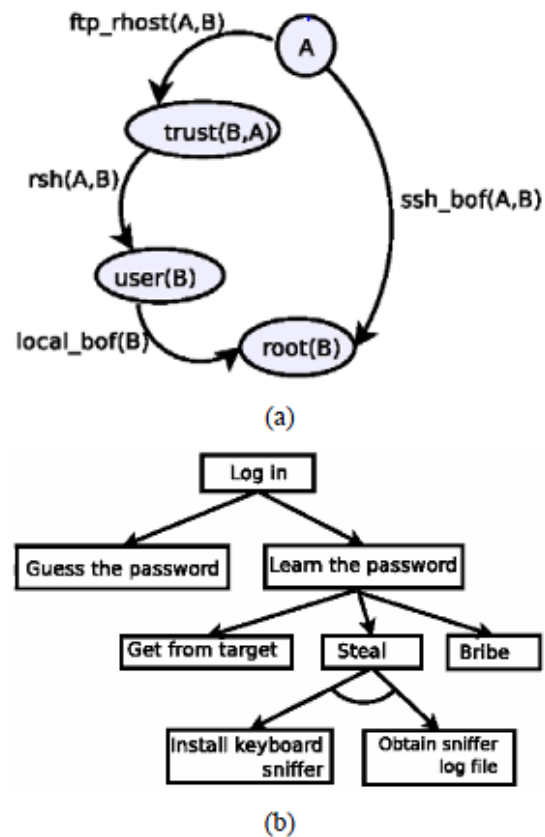 ftp_rhost(A,B)
A
trust(B,A)
rsh(A,B)
ssh_bof(A,B)
user(B)
local_bof(B)
root(B)
(a)
Log in
Guess the password
Learn the password
Get from target
Steal
Bribe
Install keyboard
sniffer
Obtain sniffer
log file
(b)